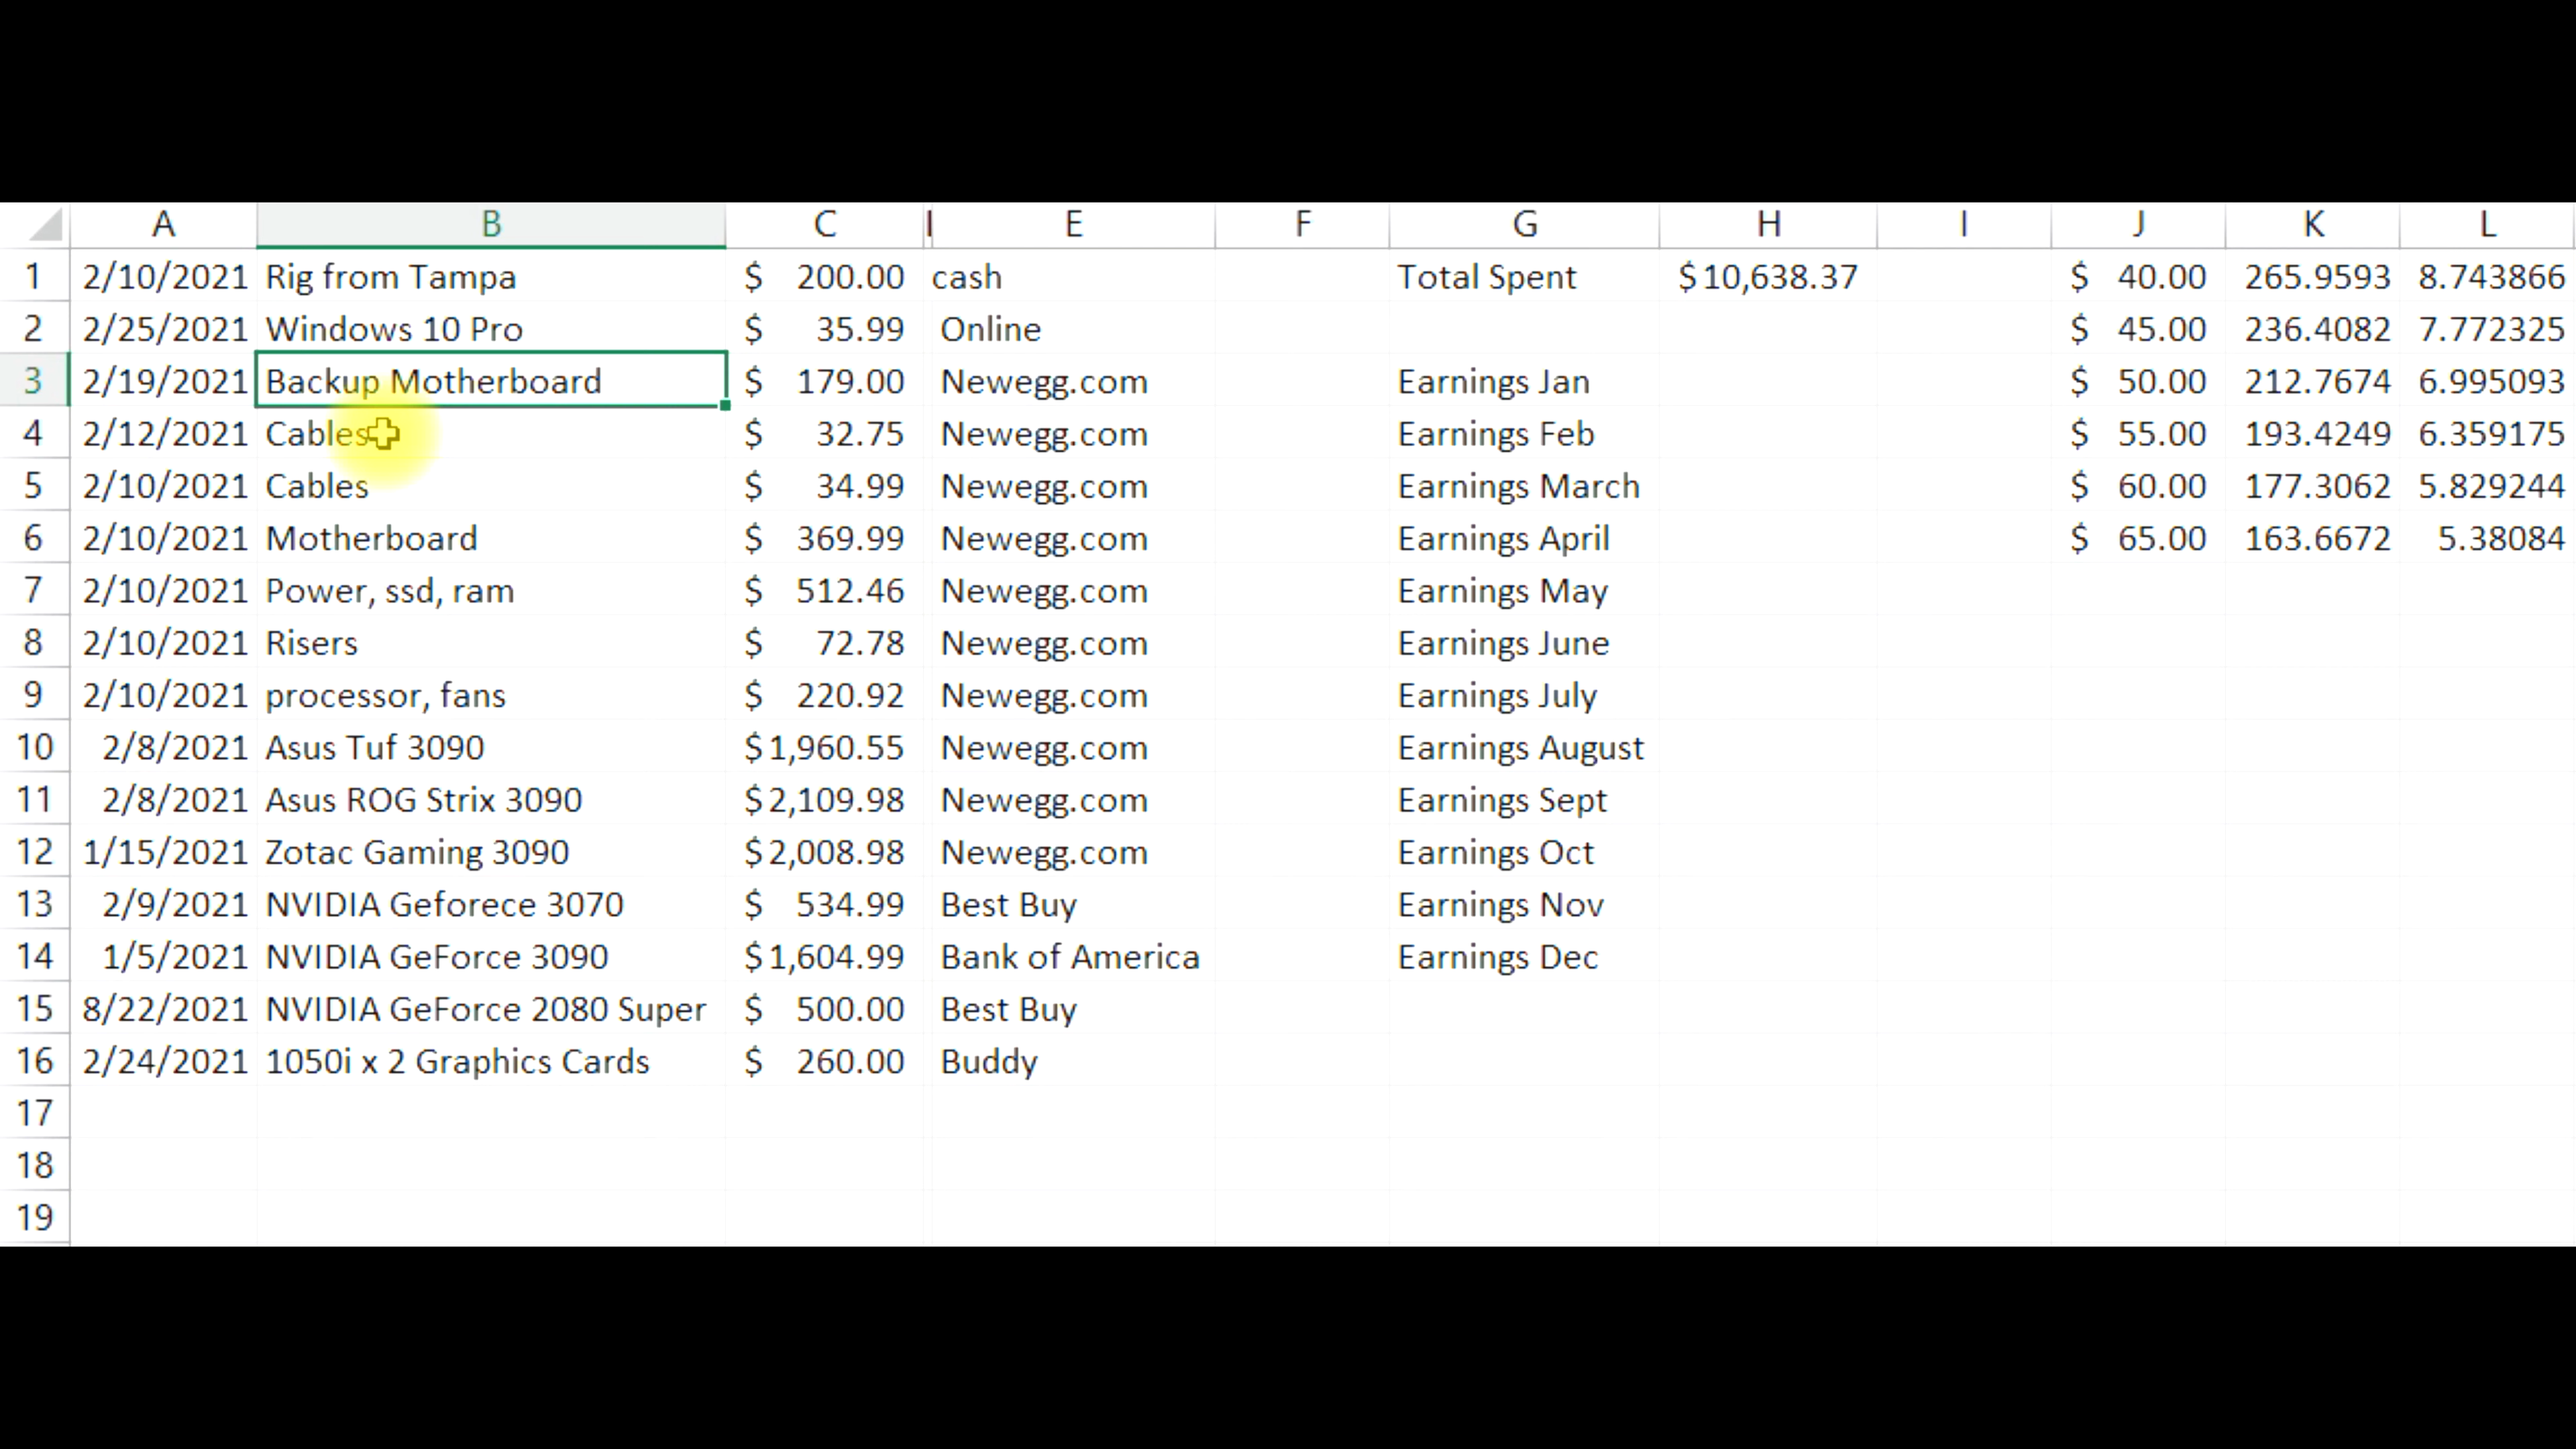 A B C I E F G H I J K L
1 2/10/2021 Rig from Tampa $ 200.00 cash Total Spent $10,638.37 $ 40.00 265.9593 8.743866
2 2/25/2021 Windows 10 Pro $ 35.99 Online $ 45.00 236.4082 7.772325
3 2/19/2021 Backup Motherboard $ 179.00 Newegg.com Earnings Jan $ 50.00 212.7674 6.995093
4 2/12/2021 Cables $ 32.75 Newegg.com Earnings Feb $ 55.00 193.4249 6.359175
5 2/10/2021 Cables $ 34.99 Newegg.com Earnings March $ 60.00 177.3062 5.829244
6 2/10/2021 Motherboard $ 369.99 Newegg.com Earnings April $ 65.00 163.6672 5.38084
7 2/10/2021 Power, ssd, ram $ 512.46 Newegg.com Earnings May
8 2/10/2021 Risers $ 72.78 Newegg.com Earnings June
9 2/10/2021 processor, fans $ 220.92 Newegg.com Earnings July
10 2/8/2021 Asus Tuf 3090 $1,960.55 Newegg.com Earnings August
11 2/8/2021 Asus ROG Strix 3090 $2,109.98 Newegg.com Earnings Sept
12 1/15/2021 Zotac Gaming 3090 $2,008.98 Newegg.com Earnings Oct
13 2/9/2021 NVIDIA Geforece 3070 $ 534.99 Best Buy Earnings Nov
14 1/5/2021 NVIDIA GeForce 3090 $1,604.99 Bank of America Earnings Dec
15 8/22/2021 NVIDIA GeForce 2080 Super $ 500.00 Best Buy
16 2/24/2021 1050i x 2 Graphics Cards $ 260.00 Buddy
17
18
19